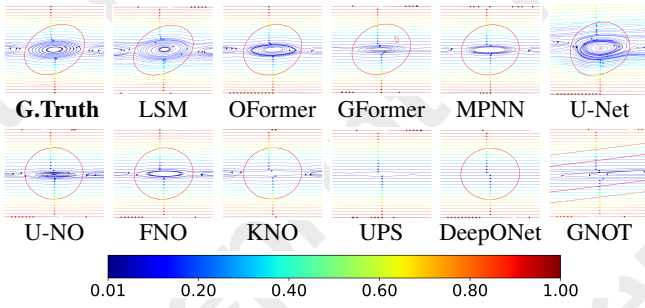 G.Truth LSM OFormer GFormer MPNN U-Net
U-NO FNO KNO UPS DeepONet GNOT
0.01 0.20 0.40 0.60 0.80 1.00